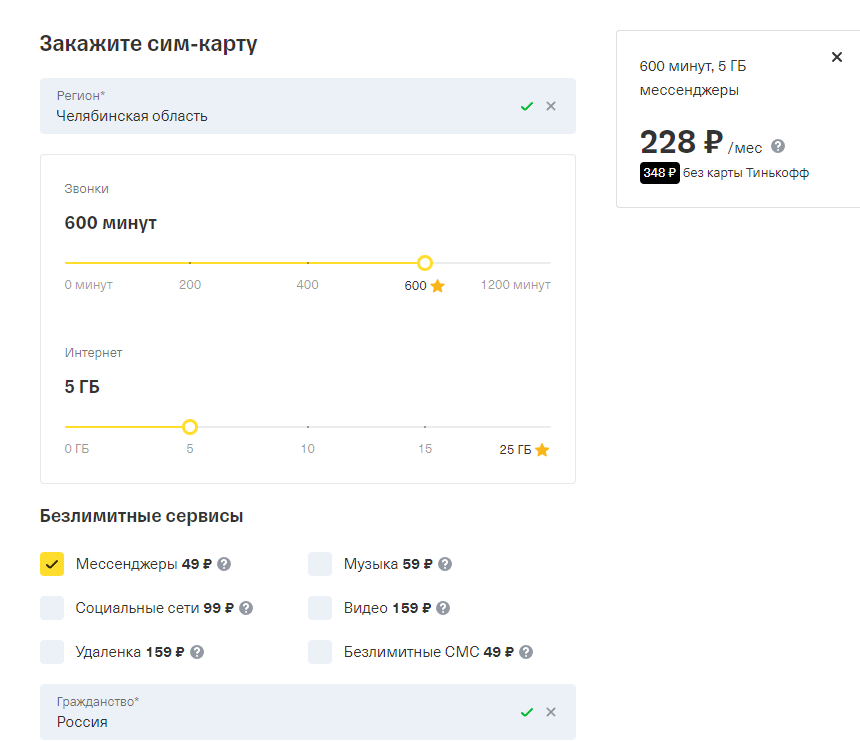 Закажите сим-карту
Регион*
Челябинская область
Звонки
600 минут
0 минут 200 400 600 1200 минут
Интернет
5 ГБ
0 ГБ 5 10 15 25 ГБ
Безлимитные сервисы
Мессенджеры 49 ₽ ? Музыка 59 ₽ ?
Социальные сети 99 ₽ ? Видео 159 ₽ ?
Удаленка 159 ₽ ? Безлимитные СМС 49 ₽ ?
Гражданство*
Россия
600 минут, 5 ГБ
мессенджеры
228 ₽ /мес ?
348 ₽ без карты Тинькофф